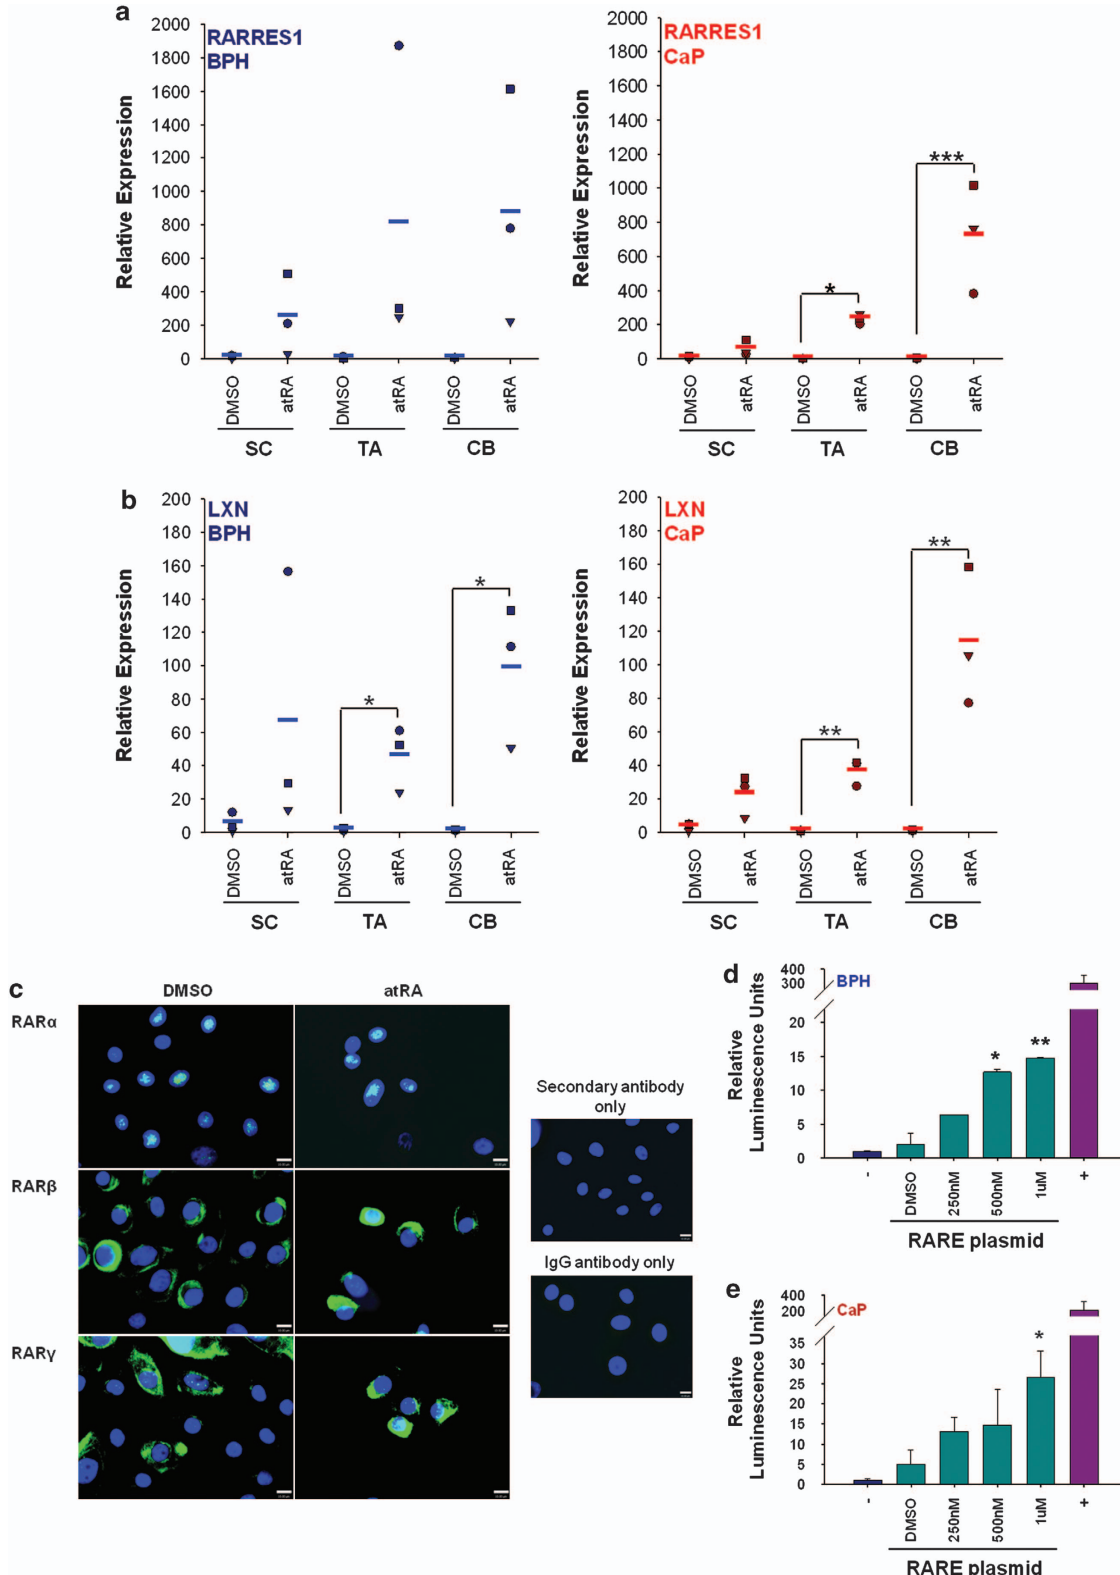 a
RARRES1
BPH
Relative Expression
2000
1800
1600
1400
1200
1000
800
600
400
200
0
DMSO
atRA
DMSO
atRA
DMSO
atRA
SC
TA
CB
RARRES1
CaP
Relative Expression
2000
1800
1600
1400
1200
1000
800
600
400
200
0
*
***
DMSO
atRA
DMSO
atRA
DMSO
atRA
SC
TA
CB
b
LXN
BPH
Relative Expression
200
180
160
140
120
100
80
60
40
20
0
*
*
DMSO
atRA
DMSO
atRA
DMSO
atRA
SC
TA
CB
LXN
CaP
Relative Expression
200
180
160
140
120
100
80
60
40
20
0
**
**
DMSO
atRA
DMSO
atRA
DMSO
atRA
SC
TA
CB
c
DMSO
atRA
RARα
RARβ
RARγ
Secondary antibody
only
IgG antibody only
d
BPH
Relative
Luminescence Units
400
300
20
15
10
5
0
*
**
-
DMSO
250nM
500nM
1uM
+
RARE plasmid
e
CaP
Relative
Luminescence Units
400
200
35
30
25
20
15
10
5
0
*
-
DMSO
250nM
500nM
1uM
+
RARE plasmid